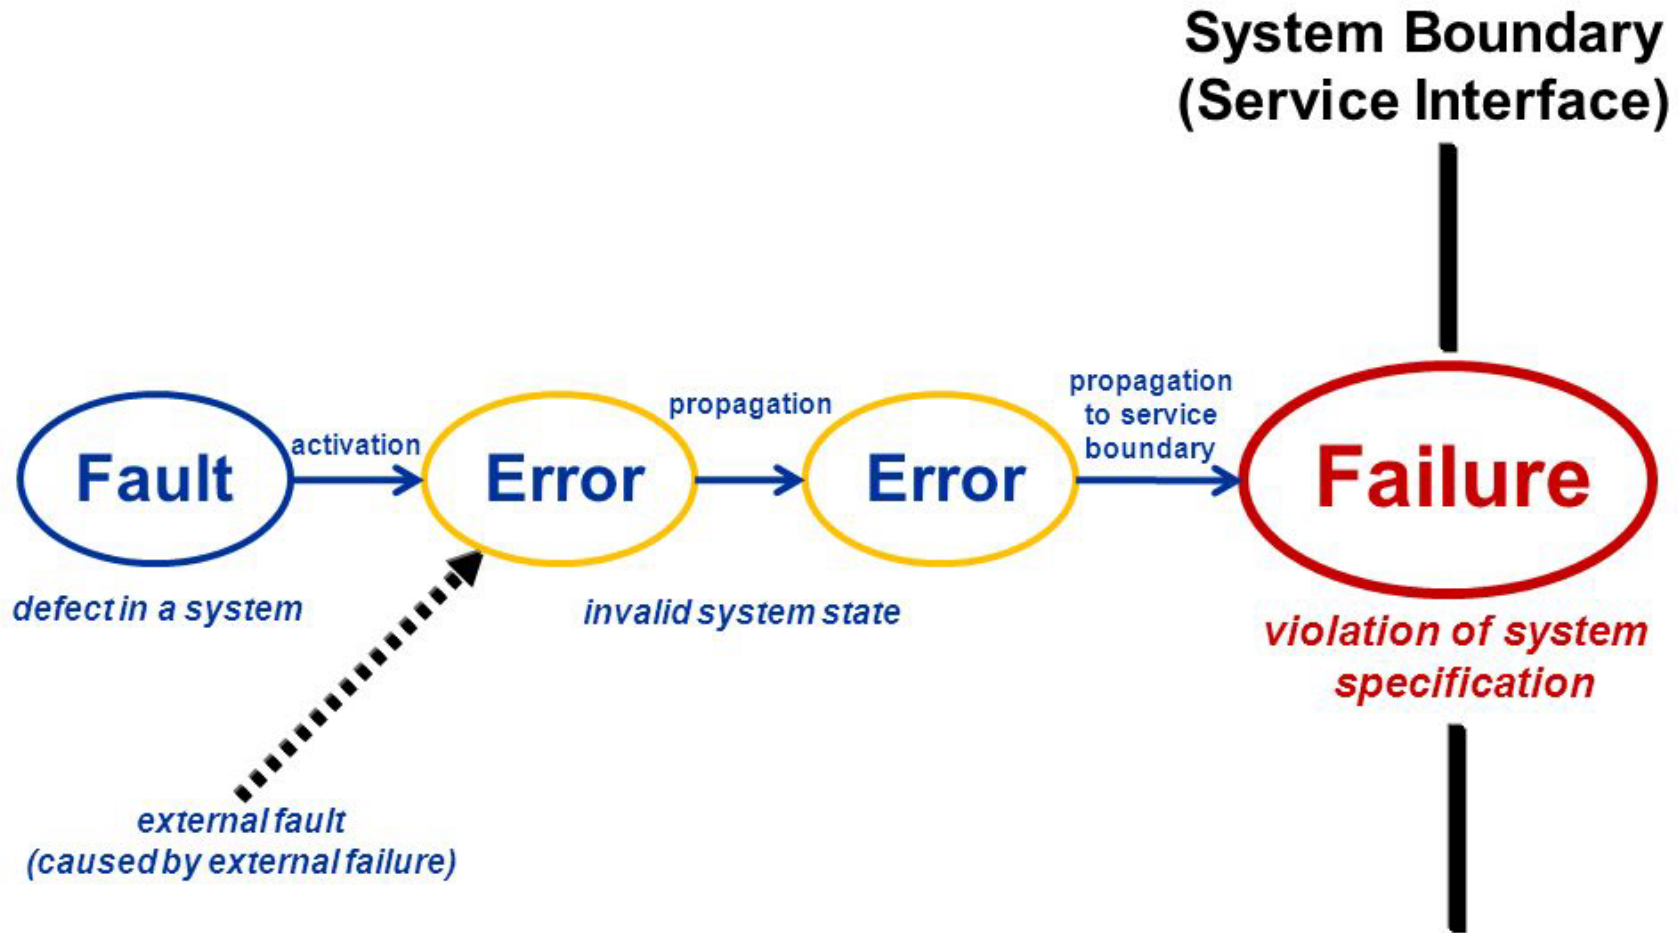 System Boundary
(Service Interface)
propagation
to service
boundary
propagation
activation
Fault
Error
Error
Failure
defect in a system
invalid system state
violation of system
specification
external fault
(caused by external failure)